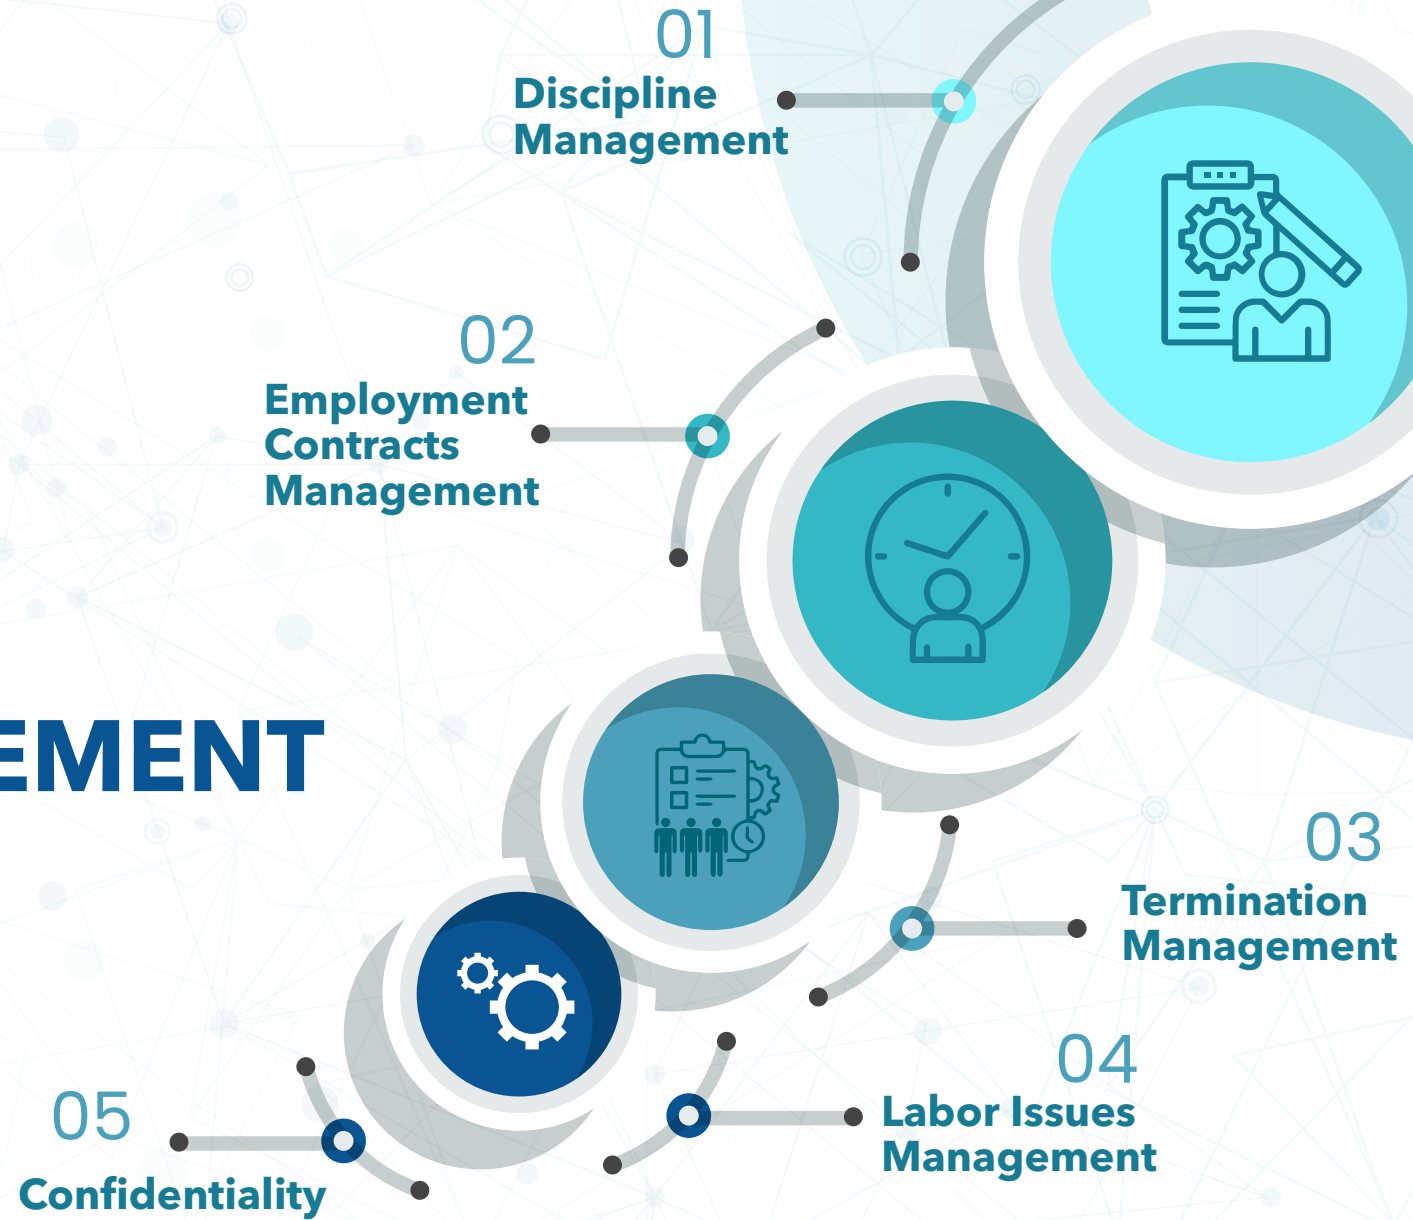 01
Discipline
Management
02
Employment
Contracts
Management
EMENT
03
Termination
Management
04
Labor Issues
Management
05
Confidentiality